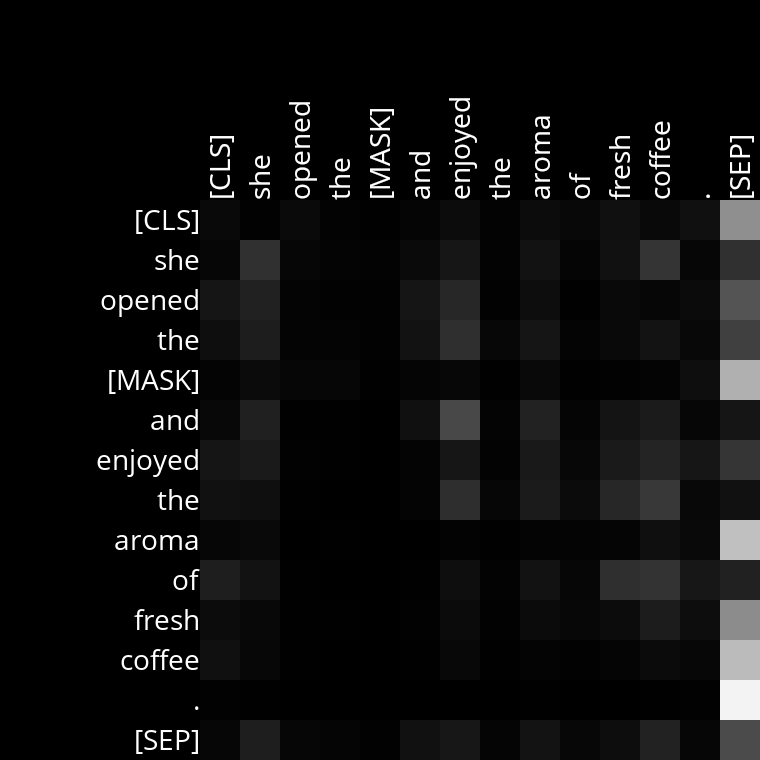 [CLS] she opened the [MASK] and enjoyed the aroma of fresh coffee . [SEP]
[CLS]
she
opened
the
[MASK]
and
enjoyed
the
aroma
of
fresh
coffee
.
[SEP]